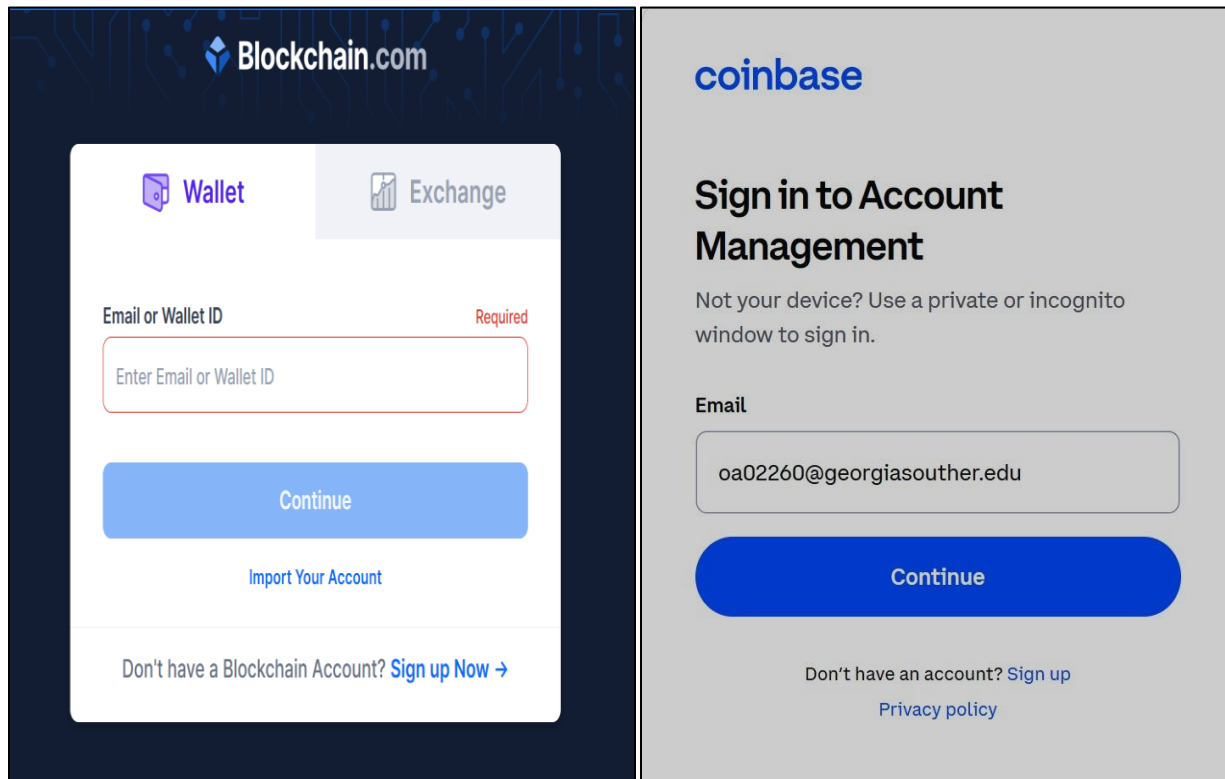 Blockchain.com
Wallet
Exchange
Email or Wallet ID
Required
Enter Email or Wallet ID
Continue
Import Your Account
Don't have a Blockchain Account? Sign up Now →
coinbase
Sign in to Account
Management
Not your device? Use a private or incognito
window to sign in.
Email
oa02260@georgiasouther.edu
Continue
Don't have an account? Sign up
Privacy policy